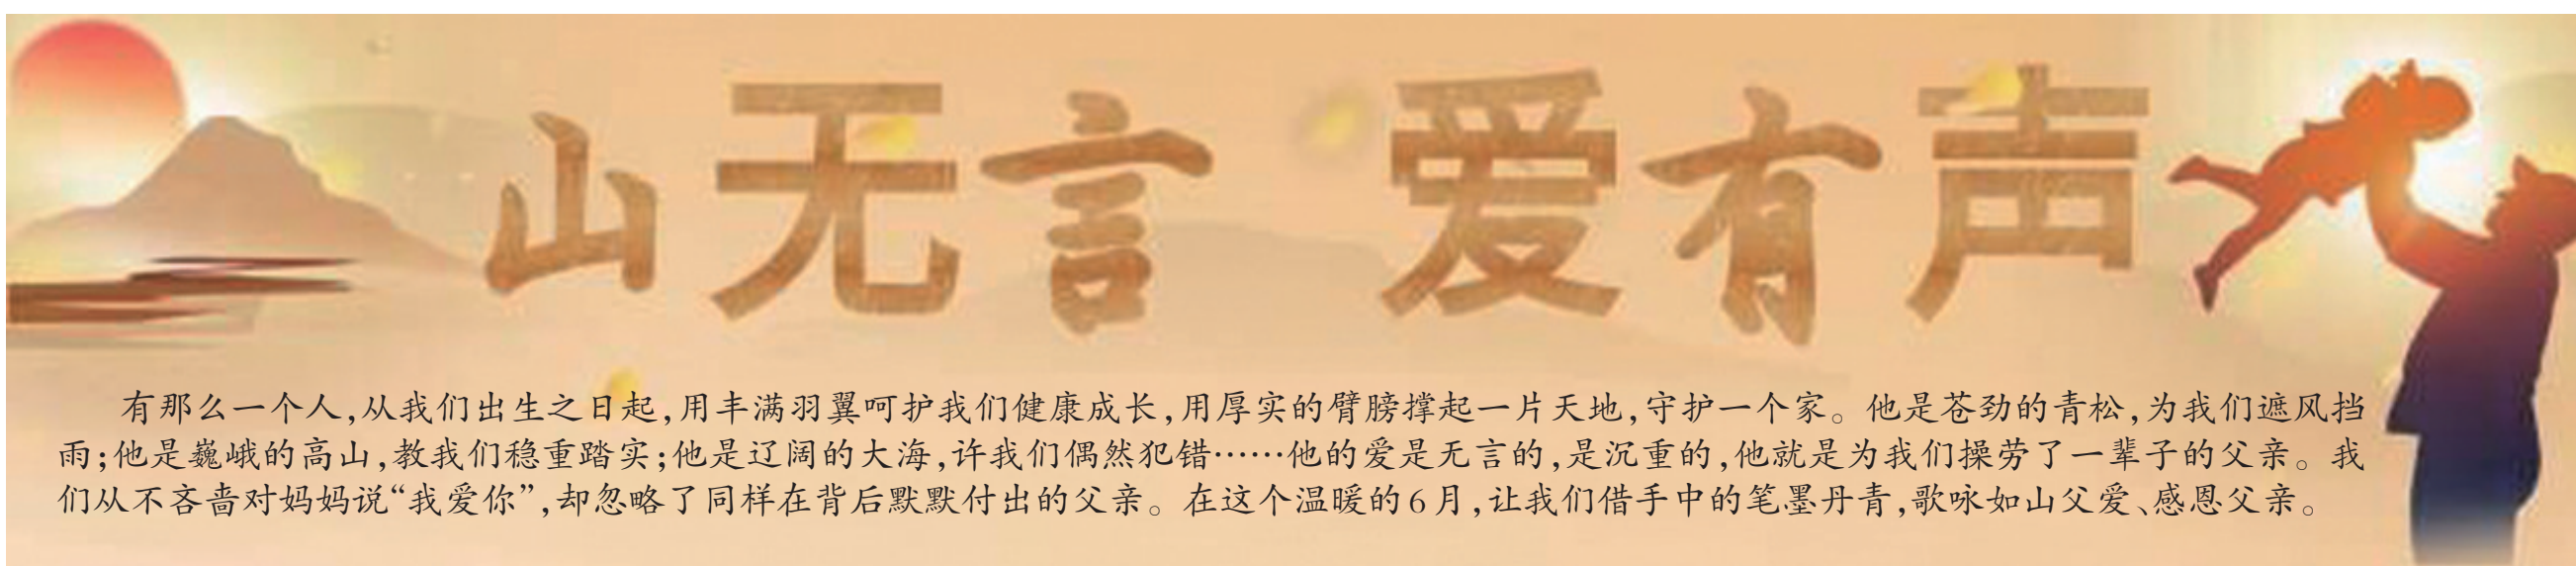 山无言 爱有声
有那么一个人,从我们出生之日起,用丰满羽翼呵护我们健康成长,用厚实的臂膀撑起一片天地,守护一个家。他是苍劲的青松,为我们遮风挡
雨;他是巍峨的高山,教我们稳重踏实;他是辽阔的大海,许我们偶然犯错……他的爱是无言的,是沉重的,他就是为我们操劳了一辈子的父亲。我
们从不吝啬对妈妈说“我爱你”,却忽略了同样在背后默默付出的父亲。在这个温暖的6月,让我们借手中的笔墨丹青,歌咏如山父爱、感恩父亲。